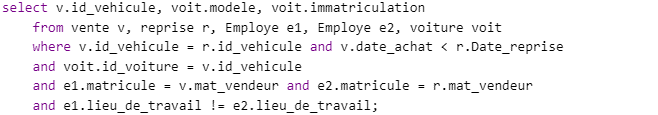 select v.id_vehicule, voit.modele, voit.immatriculation
from vente v, reprise r, Employe e1, Employe e2, voiture voit
where v.id_vehicule = r.id_vehicule and v.date_achat < r.Date_reprise
and voit.id_voiture = v.id_vehicule
and e1.matricule = v.mat_vendeur and e2.matricule = r.mat_vendeur
and e1.lieu_de_travail != e2.lieu_de_travail;